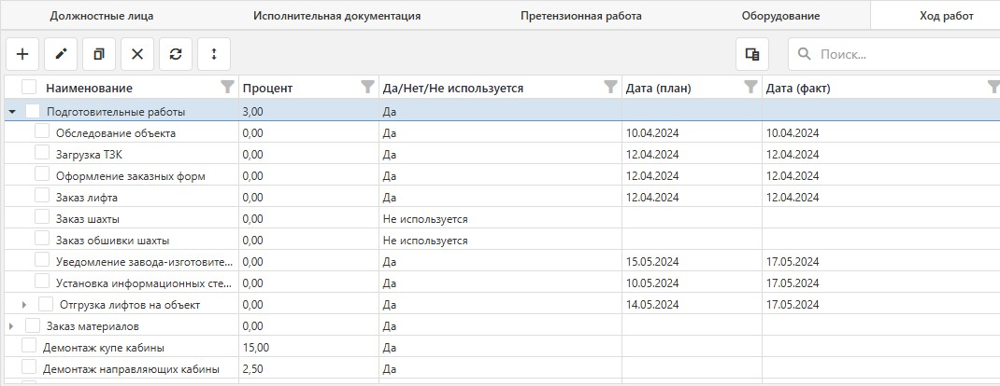 Должностные лица Исполнительная документация Претензионная работа Оборудование Ход работ
Поиск...
Наименование Процент Да/Нет/Не используется Дата (план) Дата (факт)
Подготовительные работы 3,00 Да
Обследование объекта 0,00 Да 10.04.2024 10.04.2024
Загрузка ТЗК 0,00 Да 12.04.2024 12.04.2024
Оформление заказных форм 0,00 Да 12.04.2024 12.04.2024
Заказ лифта 0,00 Да 12.04.2024 12.04.2024
Заказ шахты 0,00 Не используется
Заказ обшивки шахты 0,00 Не используется
Уведомление завода-изготовите... 0,00 Да 15.05.2024 17.05.2024
Установка информационных сте... 0,00 Да 10.05.2024 17.05.2024
Отгрузка лифтов на объект 0,00 Да 14.05.2024 17.05.2024
Заказ материалов 0,00 Да
Демонтаж купе кабины 15,00 Да
Демонтаж направляющих кабины 2,50 Да